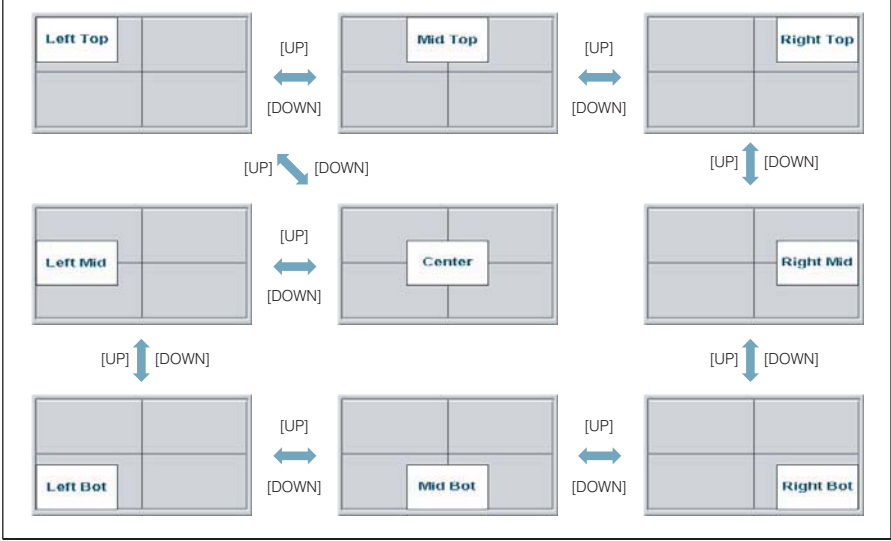 Left Top
[UP]
[DOWN]
Mid Top
[UP]
[DOWN]
Right Top
[UP] [DOWN]
[UP] [DOWN]
Left Mid
[UP]
[DOWN]
Center
Right Mid
[UP] [DOWN]
[UP] [DOWN]
Left Bot
[UP]
[DOWN]
Mid Bot
[UP]
[DOWN]
Right Bot